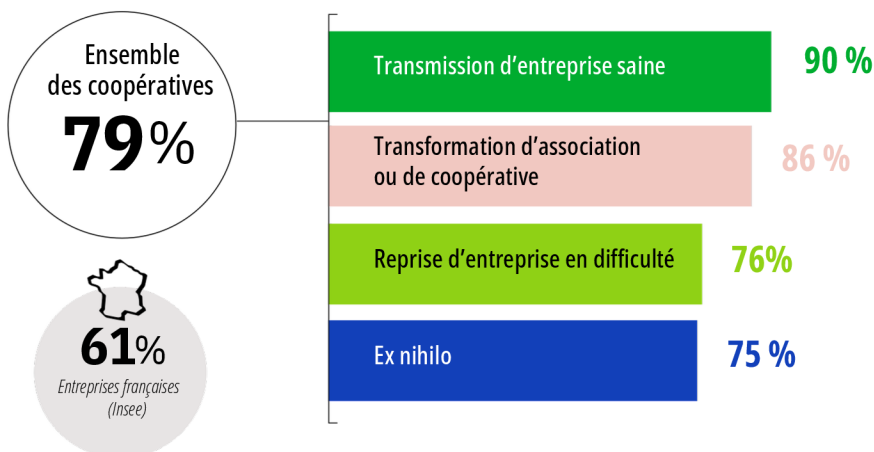 Ensemble
des coopératives
79%
Transmission d’entreprise saine
90 %
Transformation d’association
ou de coopérative
86 %
Reprise d’entreprise en difficulté
76%
Ex nihilo
75 %
61%
Entreprises françaises
(Insee)